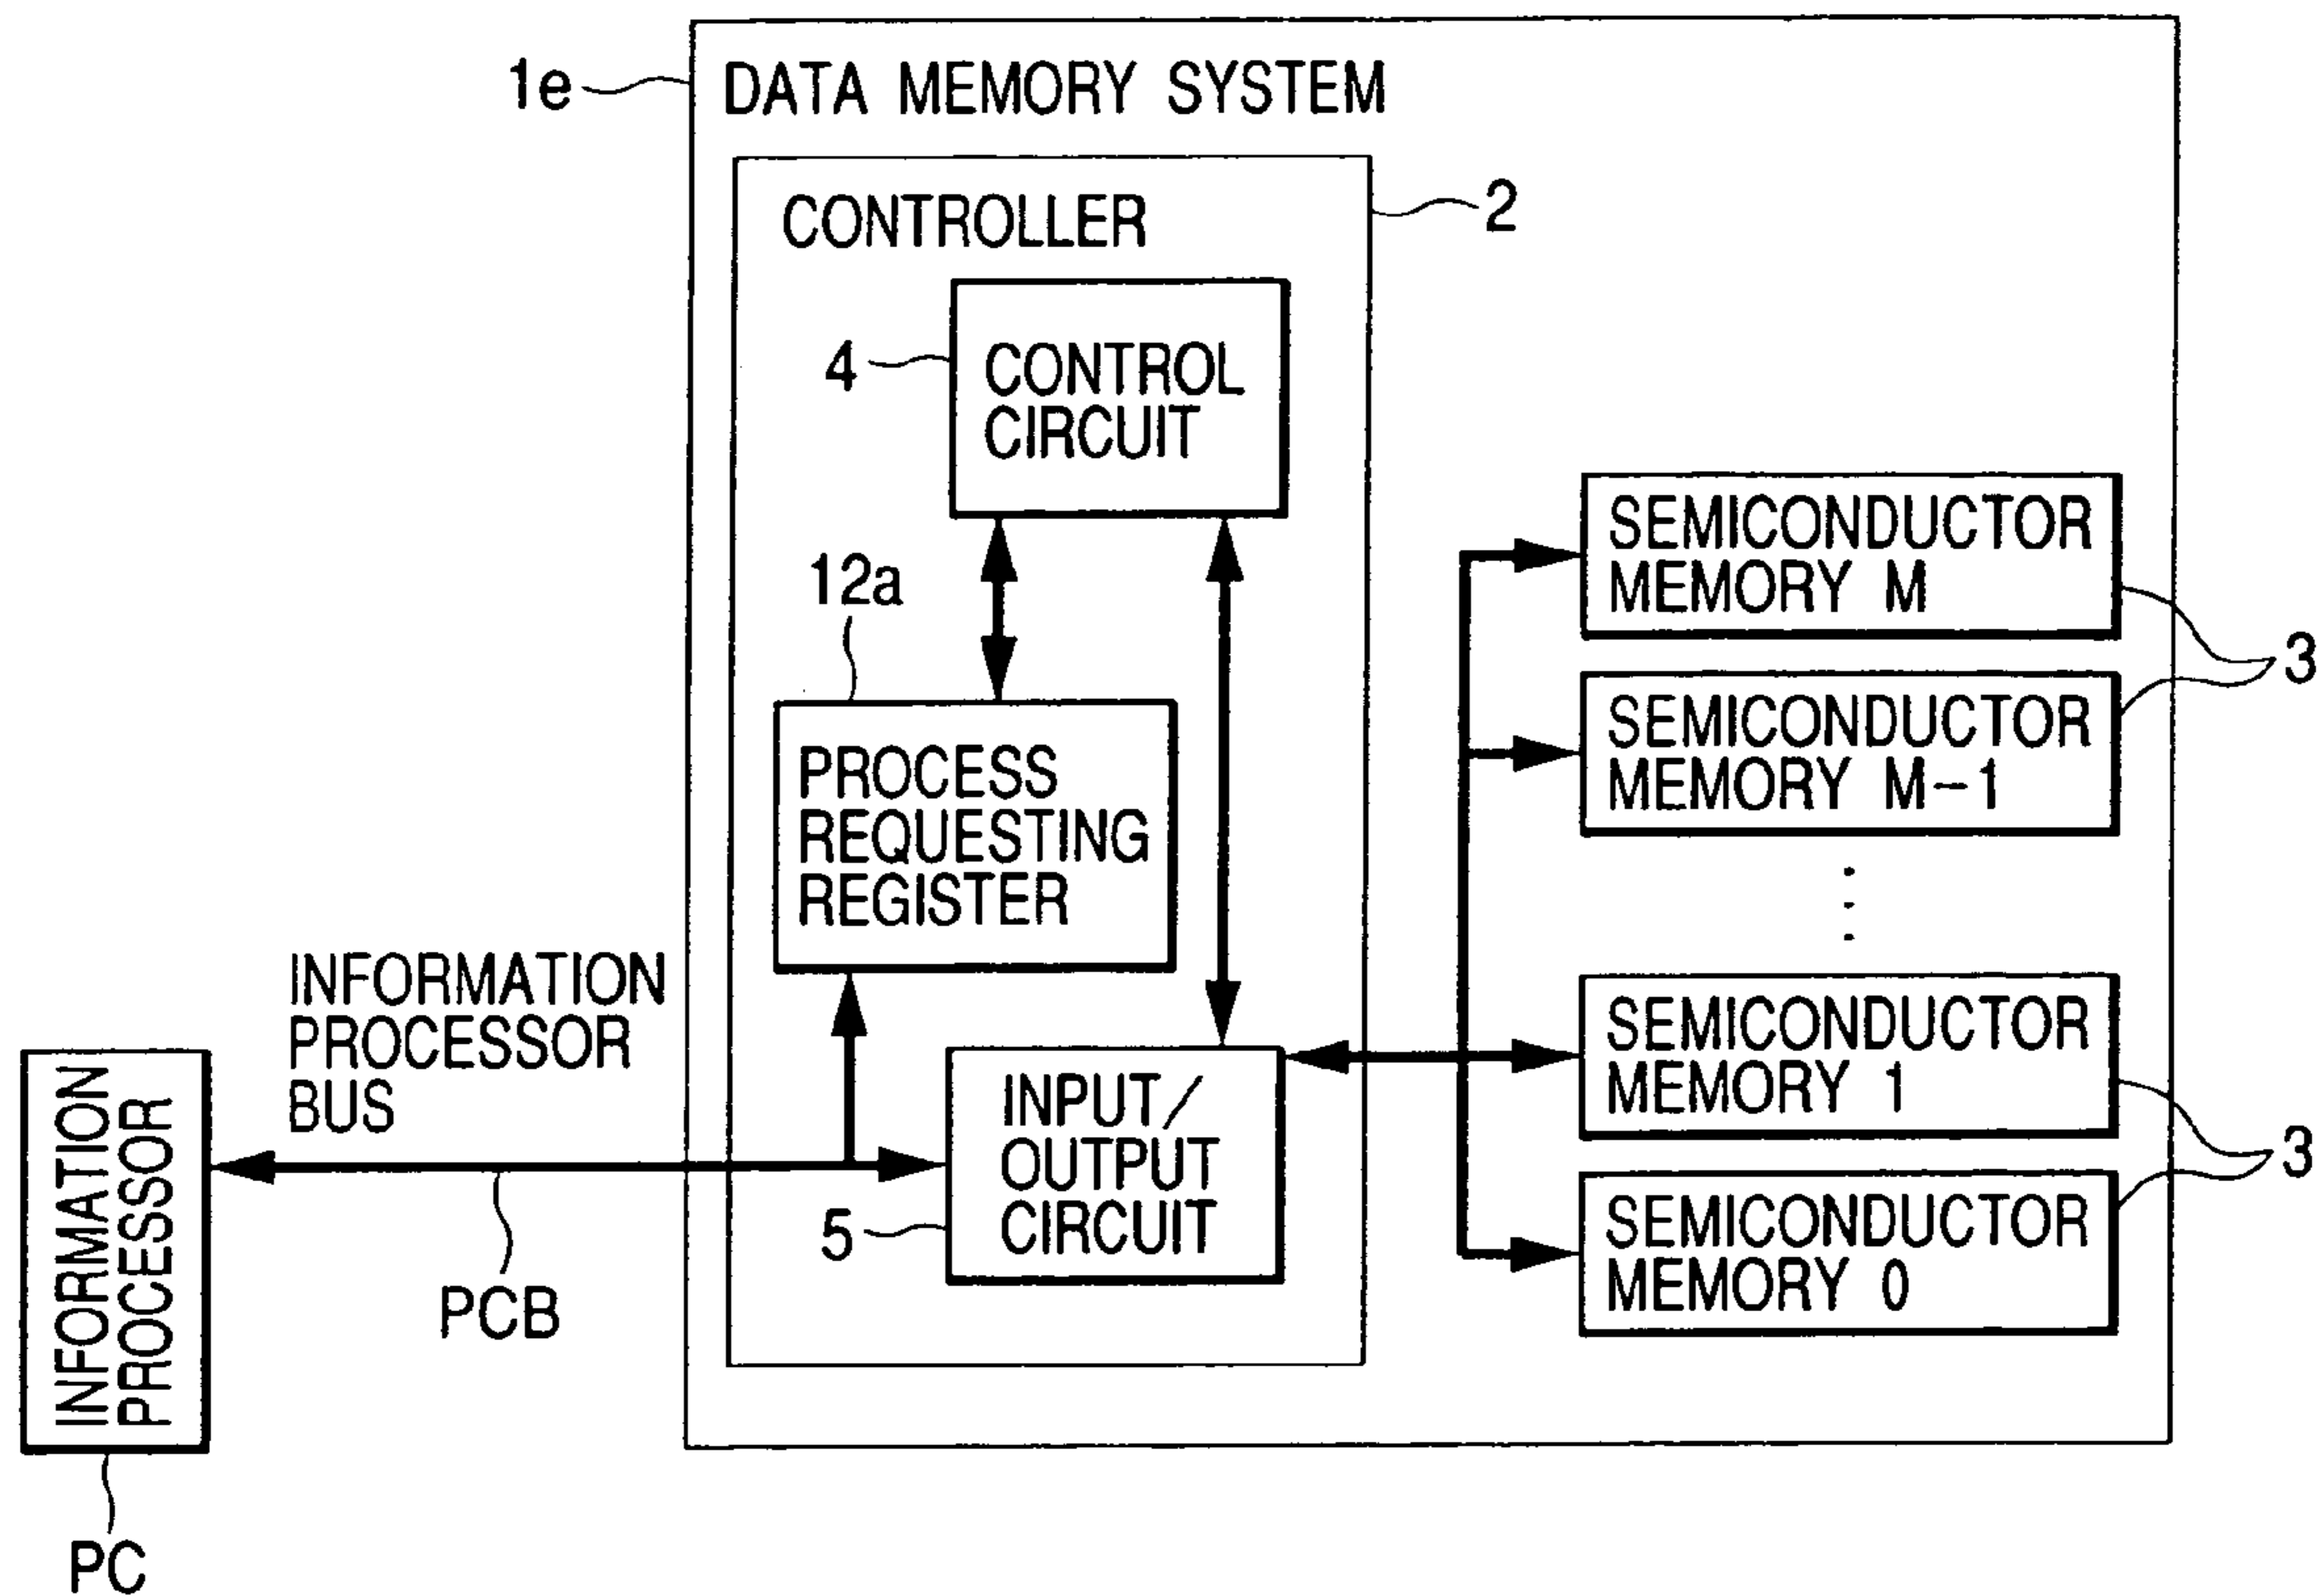 1e
DATA MEMORY SYSTEM
CONTROLLER
2
4
CONTROL
CIRCUIT
12a
PROCESS
REQUESTING
REGISTER
INPUT/
OUTPUT
CIRCUIT
5
SEMICONDUCTOR
MEMORY M
SEMICONDUCTOR
MEMORY M-1
3
SEMICONDUCTOR
MEMORY 1
SEMICONDUCTOR
MEMORY 0
3
INFORMATION
PROCESSOR
BUS
PCB
INFORMATION
PROCESSOR
PC